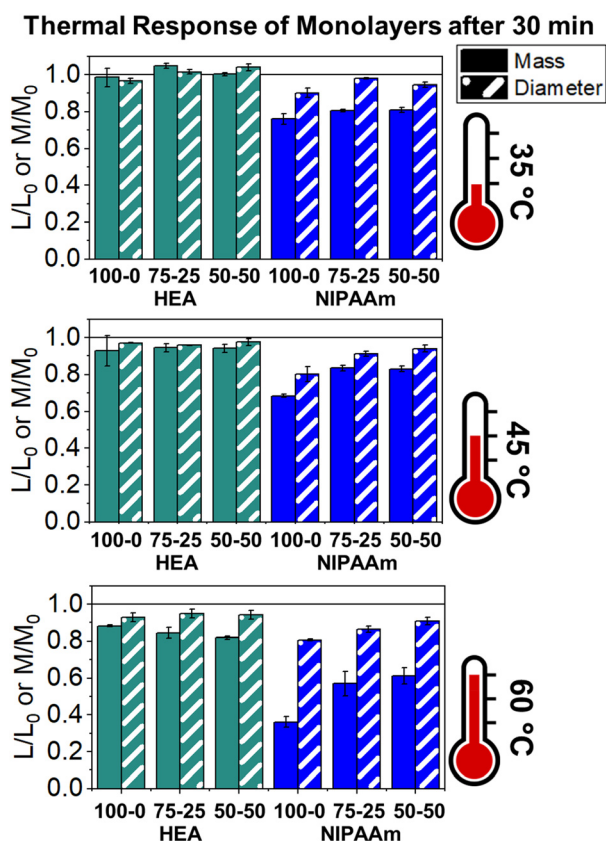 Thermal Response of Monolayers after 30 min
Mass
Diameter
L/L₀ or M/M₀
1.0
0.8
0.6
0.4
0.2
0.0
100-0 75-25 50-50 100-0 75-25 50-50
HEA NIPAAm
35 °C
L/L₀ or M/M₀
1.0
0.8
0.6
0.4
0.2
0.0
100-0 75-25 50-50 100-0 75-25 50-50
HEA NIPAAm
45 °C
L/L₀ or M/M₀
1.0
0.8
0.6
0.4
0.2
0.0
100-0 75-25 50-50 100-0 75-25 50-50
HEA NIPAAm
60 °C